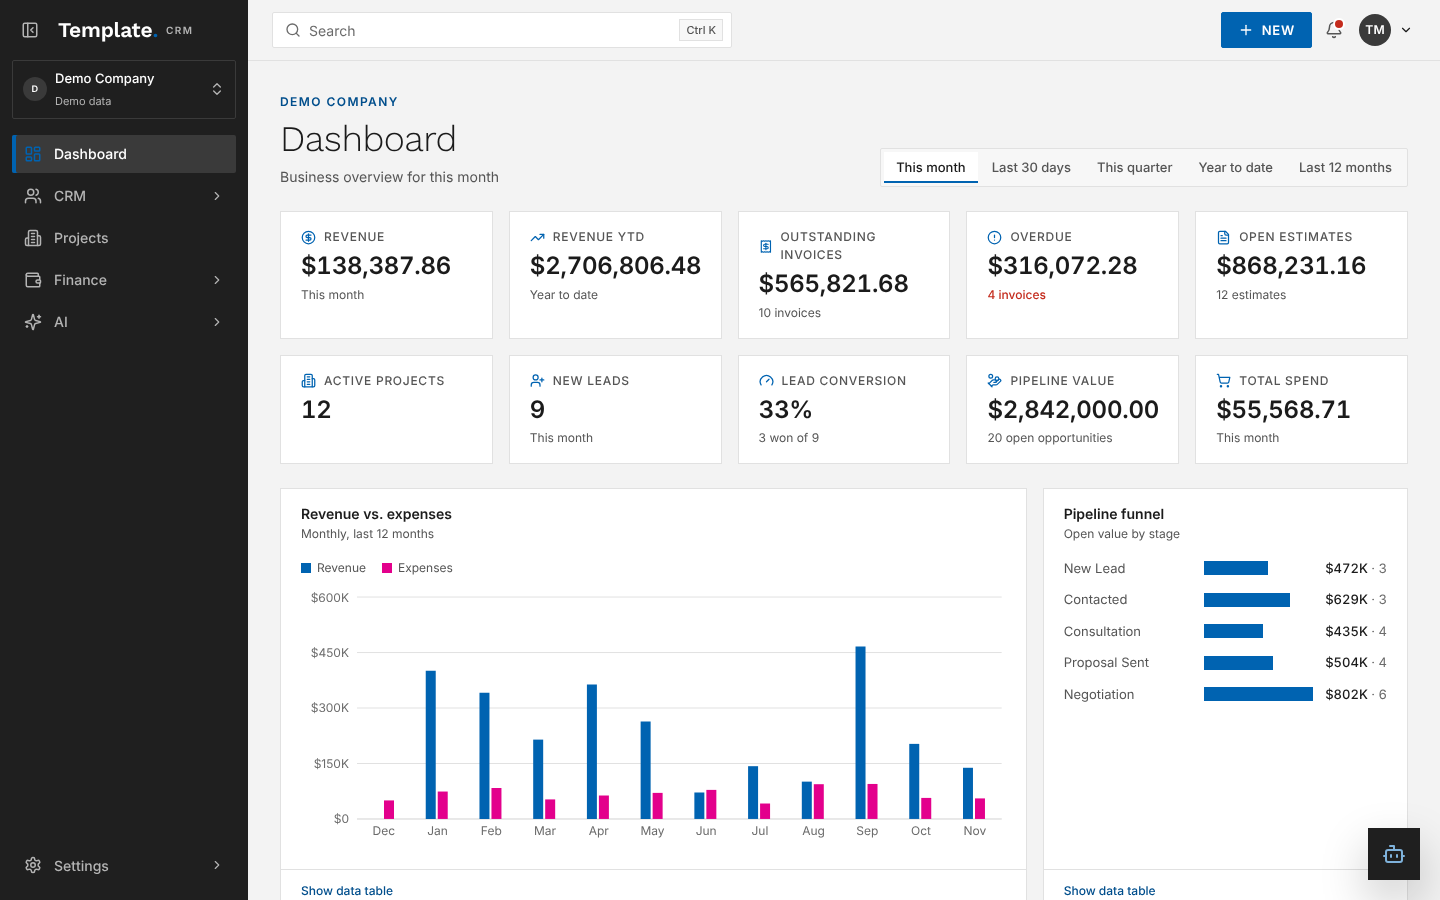 Template. CRM
Search
Ctrl K
NEW
TM
D
Demo Company
Demo data
Dashboard
CRM
Projects
Finance
AI
Settings
DEMO COMPANY
Dashboard
Business overview for this month
This month
Last 30 days
This quarter
Year to date
Last 12 months
REVENUE
$138,387.86
This month
REVENUE YTD
$2,706,806.48
Year to date
OUTSTANDING
INVOICES
$565,821.68
10 invoices
OVERDUE
$316,072.28
4 invoices
OPEN ESTIMATES
$868,231.16
12 estimates
ACTIVE PROJECTS
12
NEW LEADS
9
This month
LEAD CONVERSION
33%
3 won of 9
PIPELINE VALUE
$2,842,000.00
20 open opportunities
TOTAL SPEND
$55,568.71
This month
Revenue vs. expenses
Monthly, last 12 months
Revenue
Expenses
$600K
$450K
$300K
$150K
$0
Dec Jan Feb Mar Apr May Jun Jul Aug Sep Oct Nov
Show data table
Pipeline funnel
Open value by stage
New Lead $472K · 3
Contacted $629K · 3
Consultation $435K · 4
Proposal Sent $504K · 4
Negotiation $802K · 6
Show data table